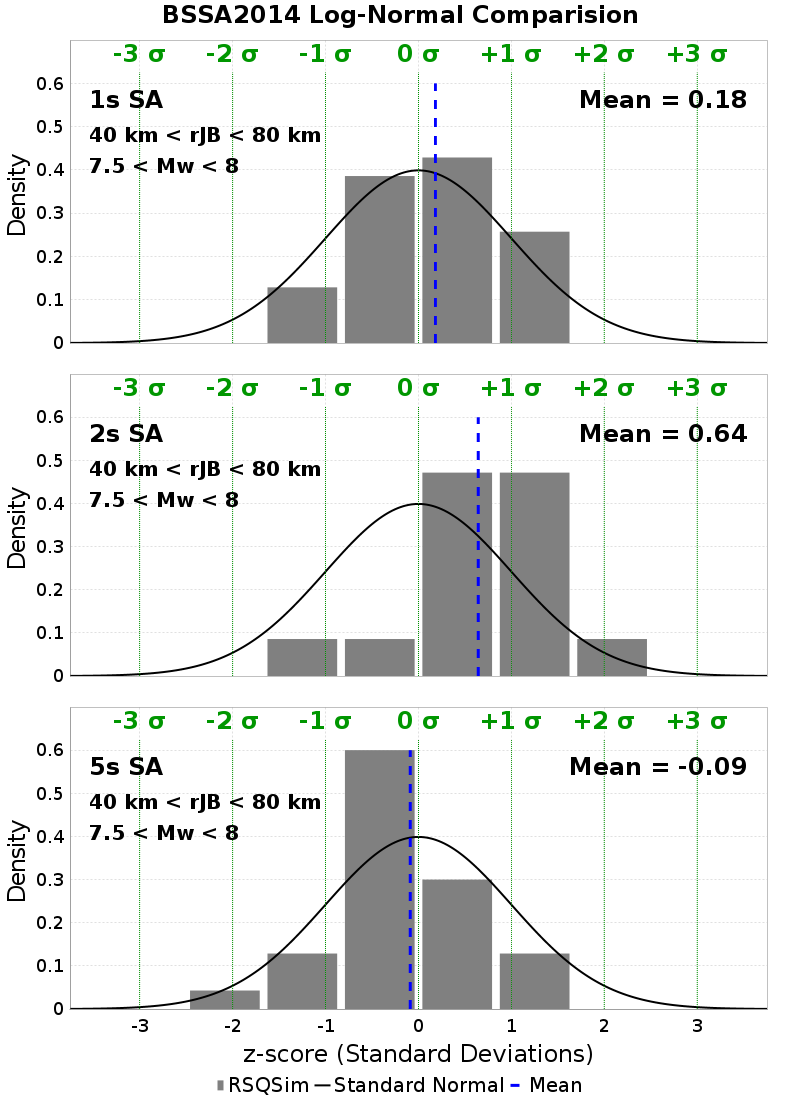 BSSA2014 Log-Normal Comparision
-3 σ -2 σ -1 σ 0 σ +1 σ +2 σ +3 σ
0.6
1s SA Mean = 0.18
0.5
40 km < rJB < 80 km
7.5 < Mw < 8
0.4
0.3
0.2
0.1
0
Density
-3 σ -2 σ -1 σ 0 σ +1 σ +2 σ +3 σ
0.6
2s SA Mean = 0.64
0.5
40 km < rJB < 80 km
7.5 < Mw < 8
0.4
0.3
0.2
0.1
0
Density
-3 σ -2 σ -1 σ 0 σ +1 σ +2 σ +3 σ
0.6
5s SA Mean = -0.09
0.5
40 km < rJB < 80 km
7.5 < Mw < 8
0.4
0.3
0.2
0.1
0
Density
-3 -2 -1 0 1 2 3
z-score (Standard Deviations)
RSQSim Standard Normal Mean